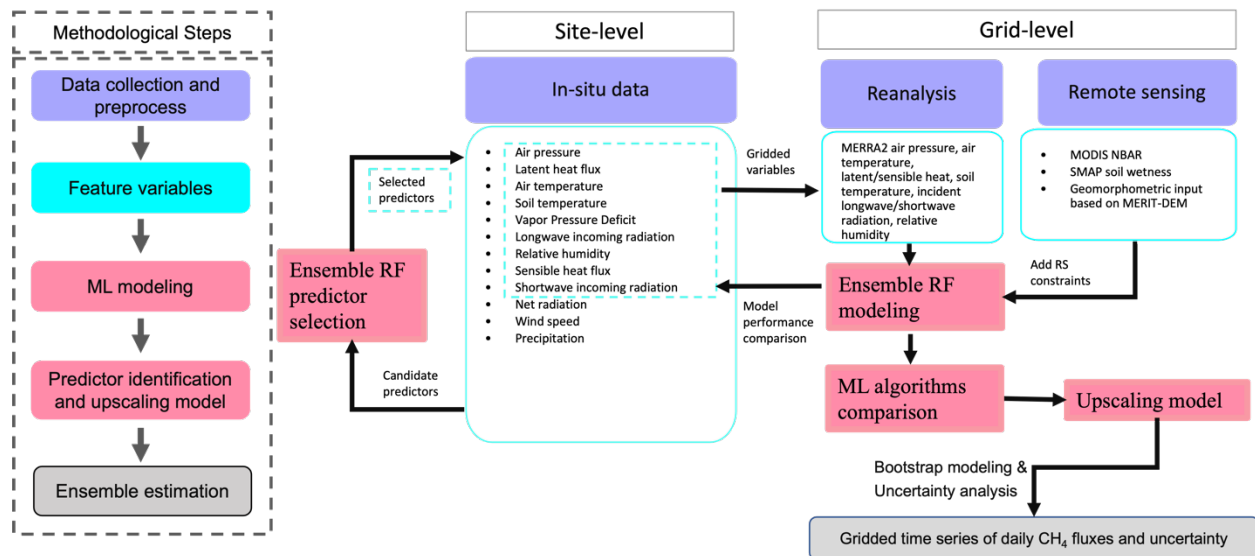 Methodological Steps
Data collection and
preprocess
Feature variables
ML modeling
Predictor identification
and upscaling model
Ensemble estimation
Site-level
In-situ data
Selected
predictors
Ensemble RF
predictor
selection
Candidate
predictors
• Air pressure
• Latent heat flux
• Air temperature
• Soil temperature
• Vapor Pressure Deficit
• Longwave incoming radiation
• Relative humidity
• Sensible heat flux
• Shortwave incoming radiation
• Net radiation
• Wind speed
• Precipitation
Gridded
variables
Model
performance
comparison
Grid-level
Reanalysis
MERRA2 air pressure, air
temperature,
latent/sensible heat, soil
temperature, incident
longwave/shortwave
radiation, relative
humidity
Remote sensing
• MODIS NBAR
• SMAP soil wetness
• Geomorphometric input
based on MERIT-DEM
Add RS
constraints
Ensemble RF
modeling
ML algorithms
comparison
Upscaling model
Bootstrap modeling &
Uncertainty analysis
Gridded time series of daily CH₄ fluxes and uncertainty